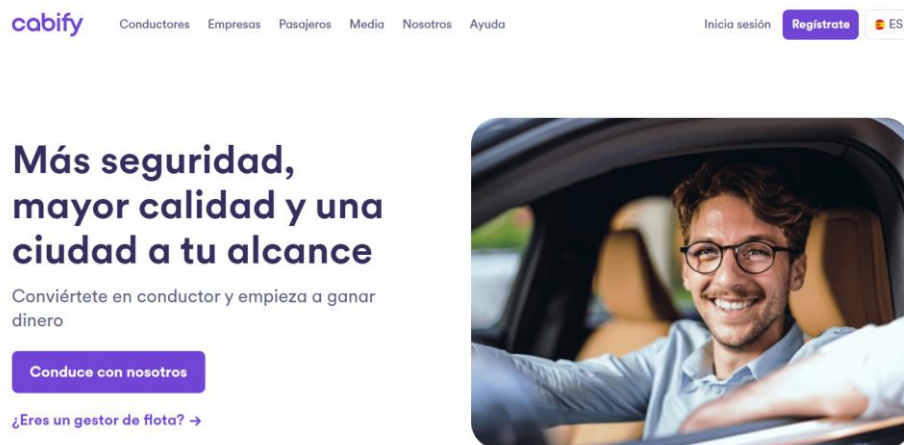 cabify
Conductores Empresas Pasajeros Media Nosotros Ayuda Inicia sesión Regístrate ES
Más seguridad,
mayor calidad y una
ciudad a tu alcance
Conviértete en conductor y empieza a ganar
dinero
Conduce con nosotros
¿Eres un gestor de flota? →